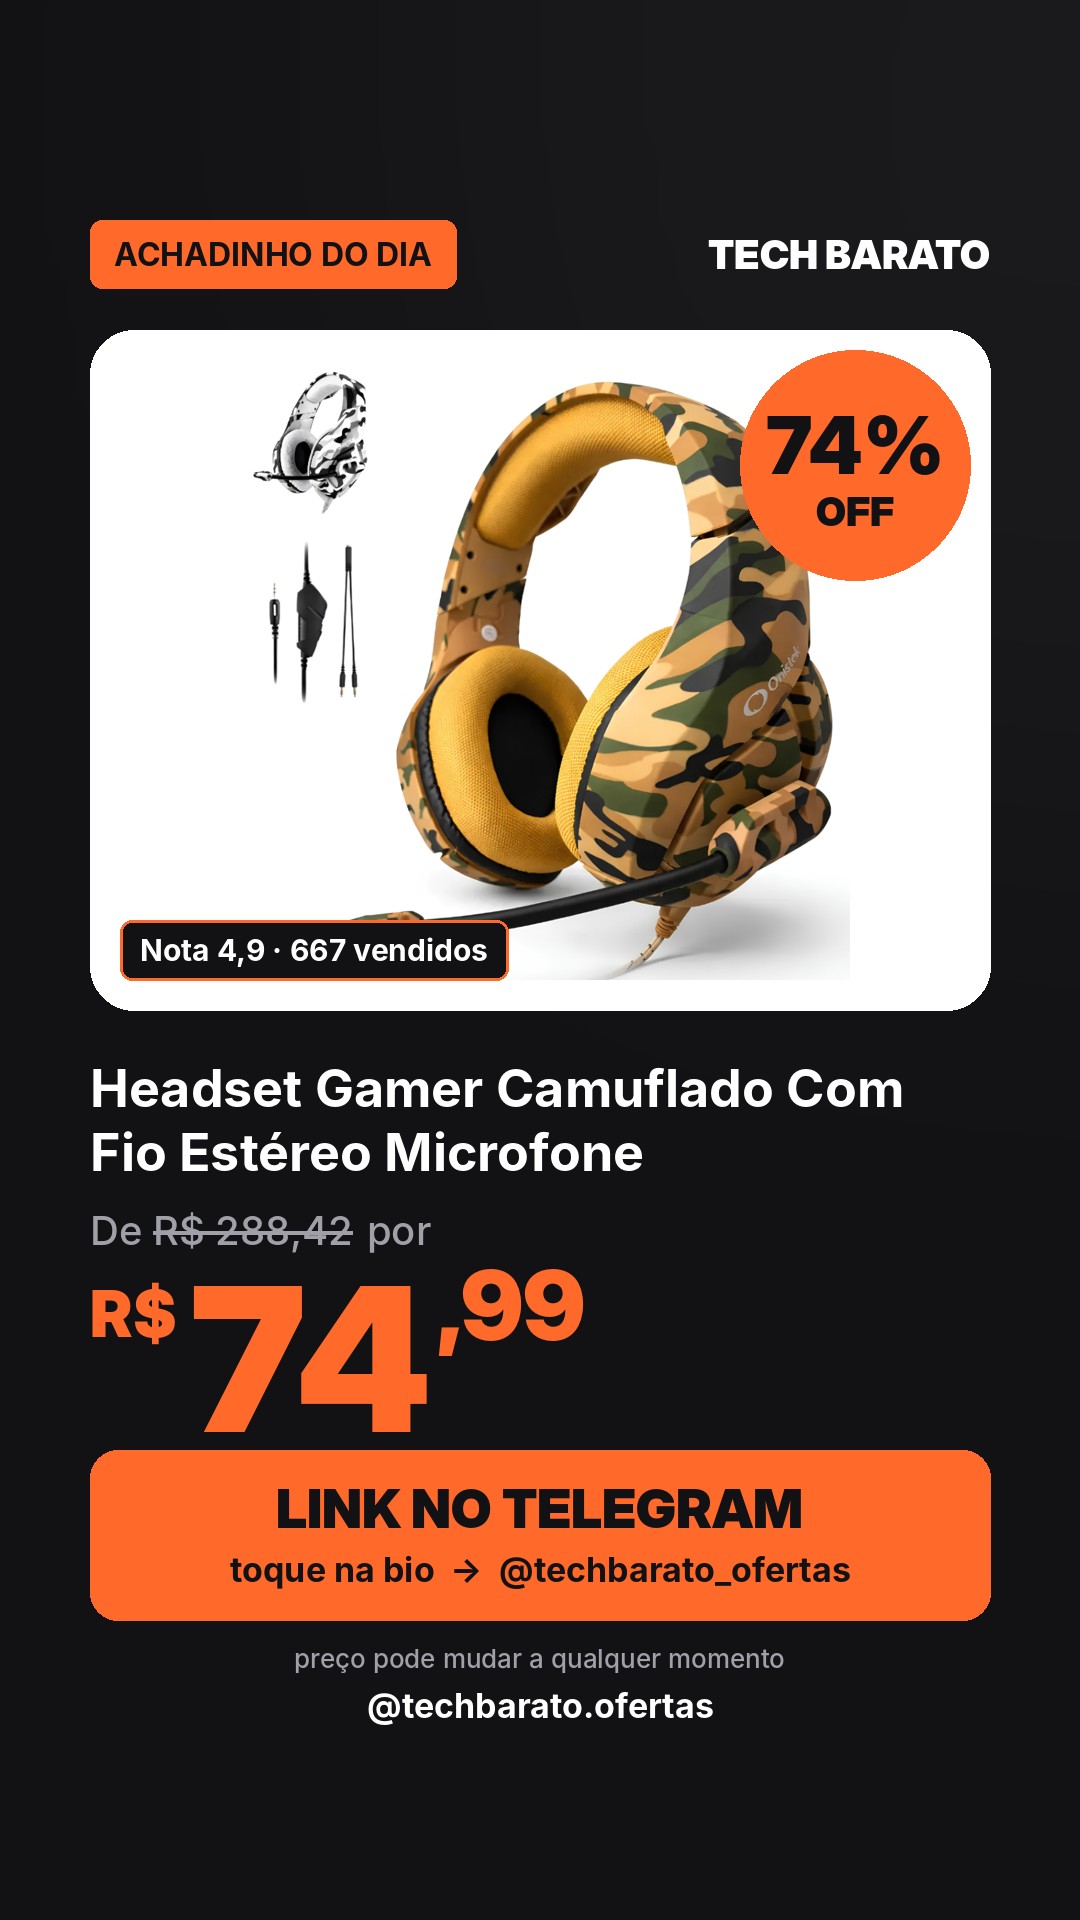 ACHADINHO DO DIA
TECH BARATO
74%
OFF
Onistek
Nota 4,9 · 667 vendidos
Headset Gamer Camuflado Com
Fio Estéreo Microfone
De R$ 288,42 por
R$ 74,99
LINK NO TELEGRAM
toque na bio → @techbarato_ofertas
preço pode mudar a qualquer momento
@techbarato.ofertas